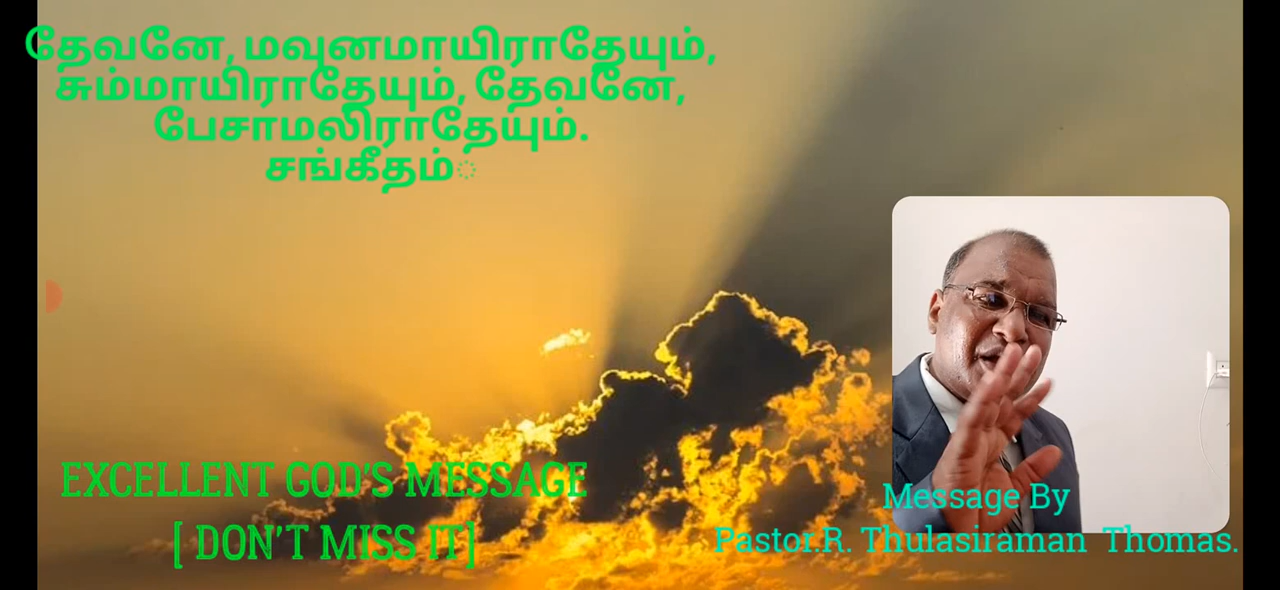 தேவனே, மவுனமாயிராதேயும்,
சும்மாயிராதேயும், தேவனே,
பேசாமலிராதேயும்.
சங்கீதம்ீ
EXCELLENT GOD'S MESSAGE
[ DON'T MISS IT]
Message By
Pastor.R. Thulasiraman Thomas.